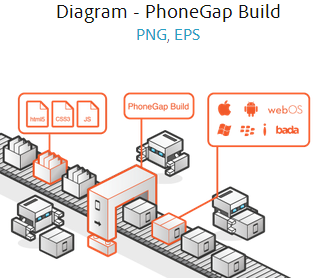 Diagram - PhoneGap Build
PNG, EPS
html5 CSS3 JS
PhoneGap Build
webOS
bada